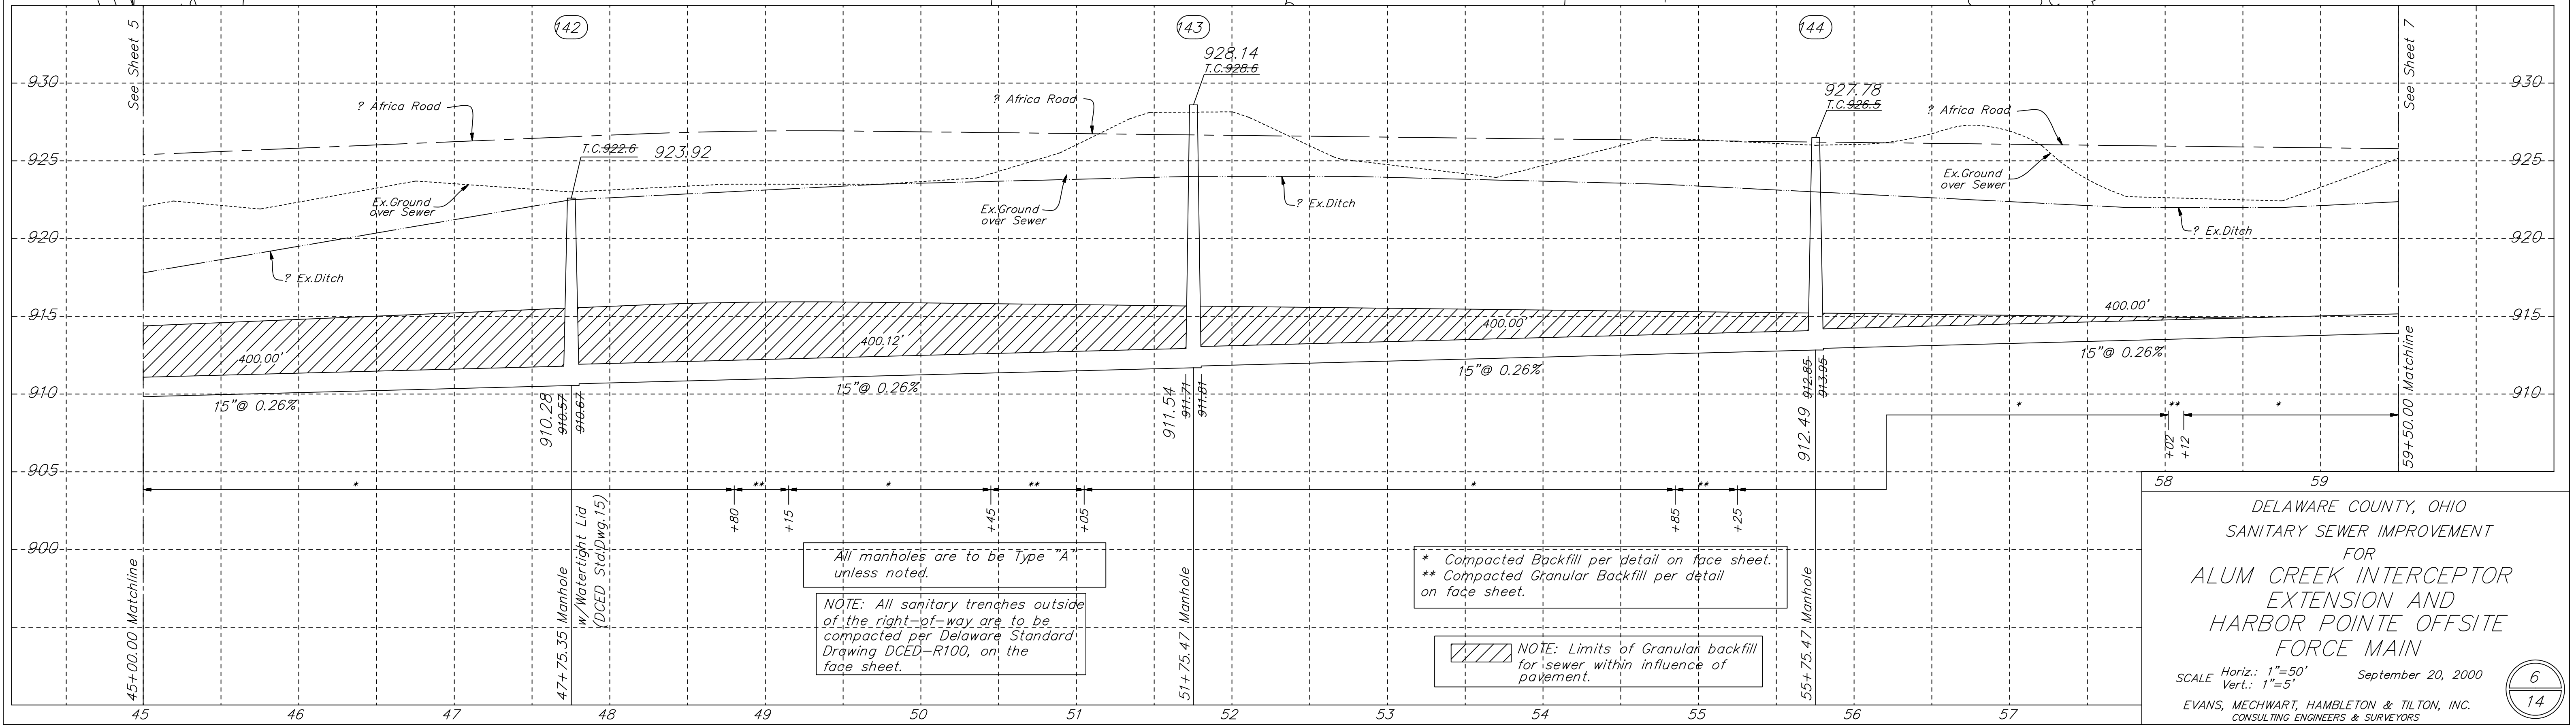 See Sheet 5
142
143
144
See Sheet 7
928.14
T.C.928.6
930
930
927.78
T.C.926.5
? Africa Road
? Africa Road
? Africa Road
T.C.922.6 923.92
925
925
Ex.Ground
over Sewer
Ex.Ground
over Sewer
Ex.Ground
over Sewer
? Ex.Ditch
? Ex.Ditch
920
920
? Ex.Ditch
915
915
400.00'
400.12'
400.00'
400.00'
910
910
15"@ 0.26%
15"@ 0.26%
15"@ 0.26%
15"@ 0.26%
910.28
910.57
910.67
911.54
911.71
911.81
912.49
912.85
913.95
* ** *
+02
+12
59+50.00 Matchline
905
905
* ** * ** * **
+80
+15
+45
+05
+85
+25
900
45+00.00 Matchline
47+75.35 Manhole
w/Watertight Lid
(DCED Std.Dwg.15)
51+75.47 Manhole
55+75.47 Manhole
All manholes are to be Type "A"
unless noted.
NOTE: All sanitary trenches outside
of the right-of-way are to be
compacted per Delaware Standard
Drawing DCED-R100, on the
face sheet.
* Compacted Backfill per detail on face sheet.
** Compacted Granular Backfill per detail
on face sheet.
NOTE: Limits of Granular backfill
for sewer within influence of
pavement.
45 46 47 48 49 50 51 52 53 54 55 56 57 58 59
DELAWARE COUNTY, OHIO
SANITARY SEWER IMPROVEMENT
FOR
ALUM CREEK INTERCEPTOR
EXTENSION AND
HARBOR POINTE OFFSITE
FORCE MAIN
SCALE Horiz.: 1"=50'
Vert.: 1"=5'
September 20, 2000
EVANS, MECHWART, HAMBLETON & TILTON, INC.
CONSULTING ENGINEERS & SURVEYORS
6
14